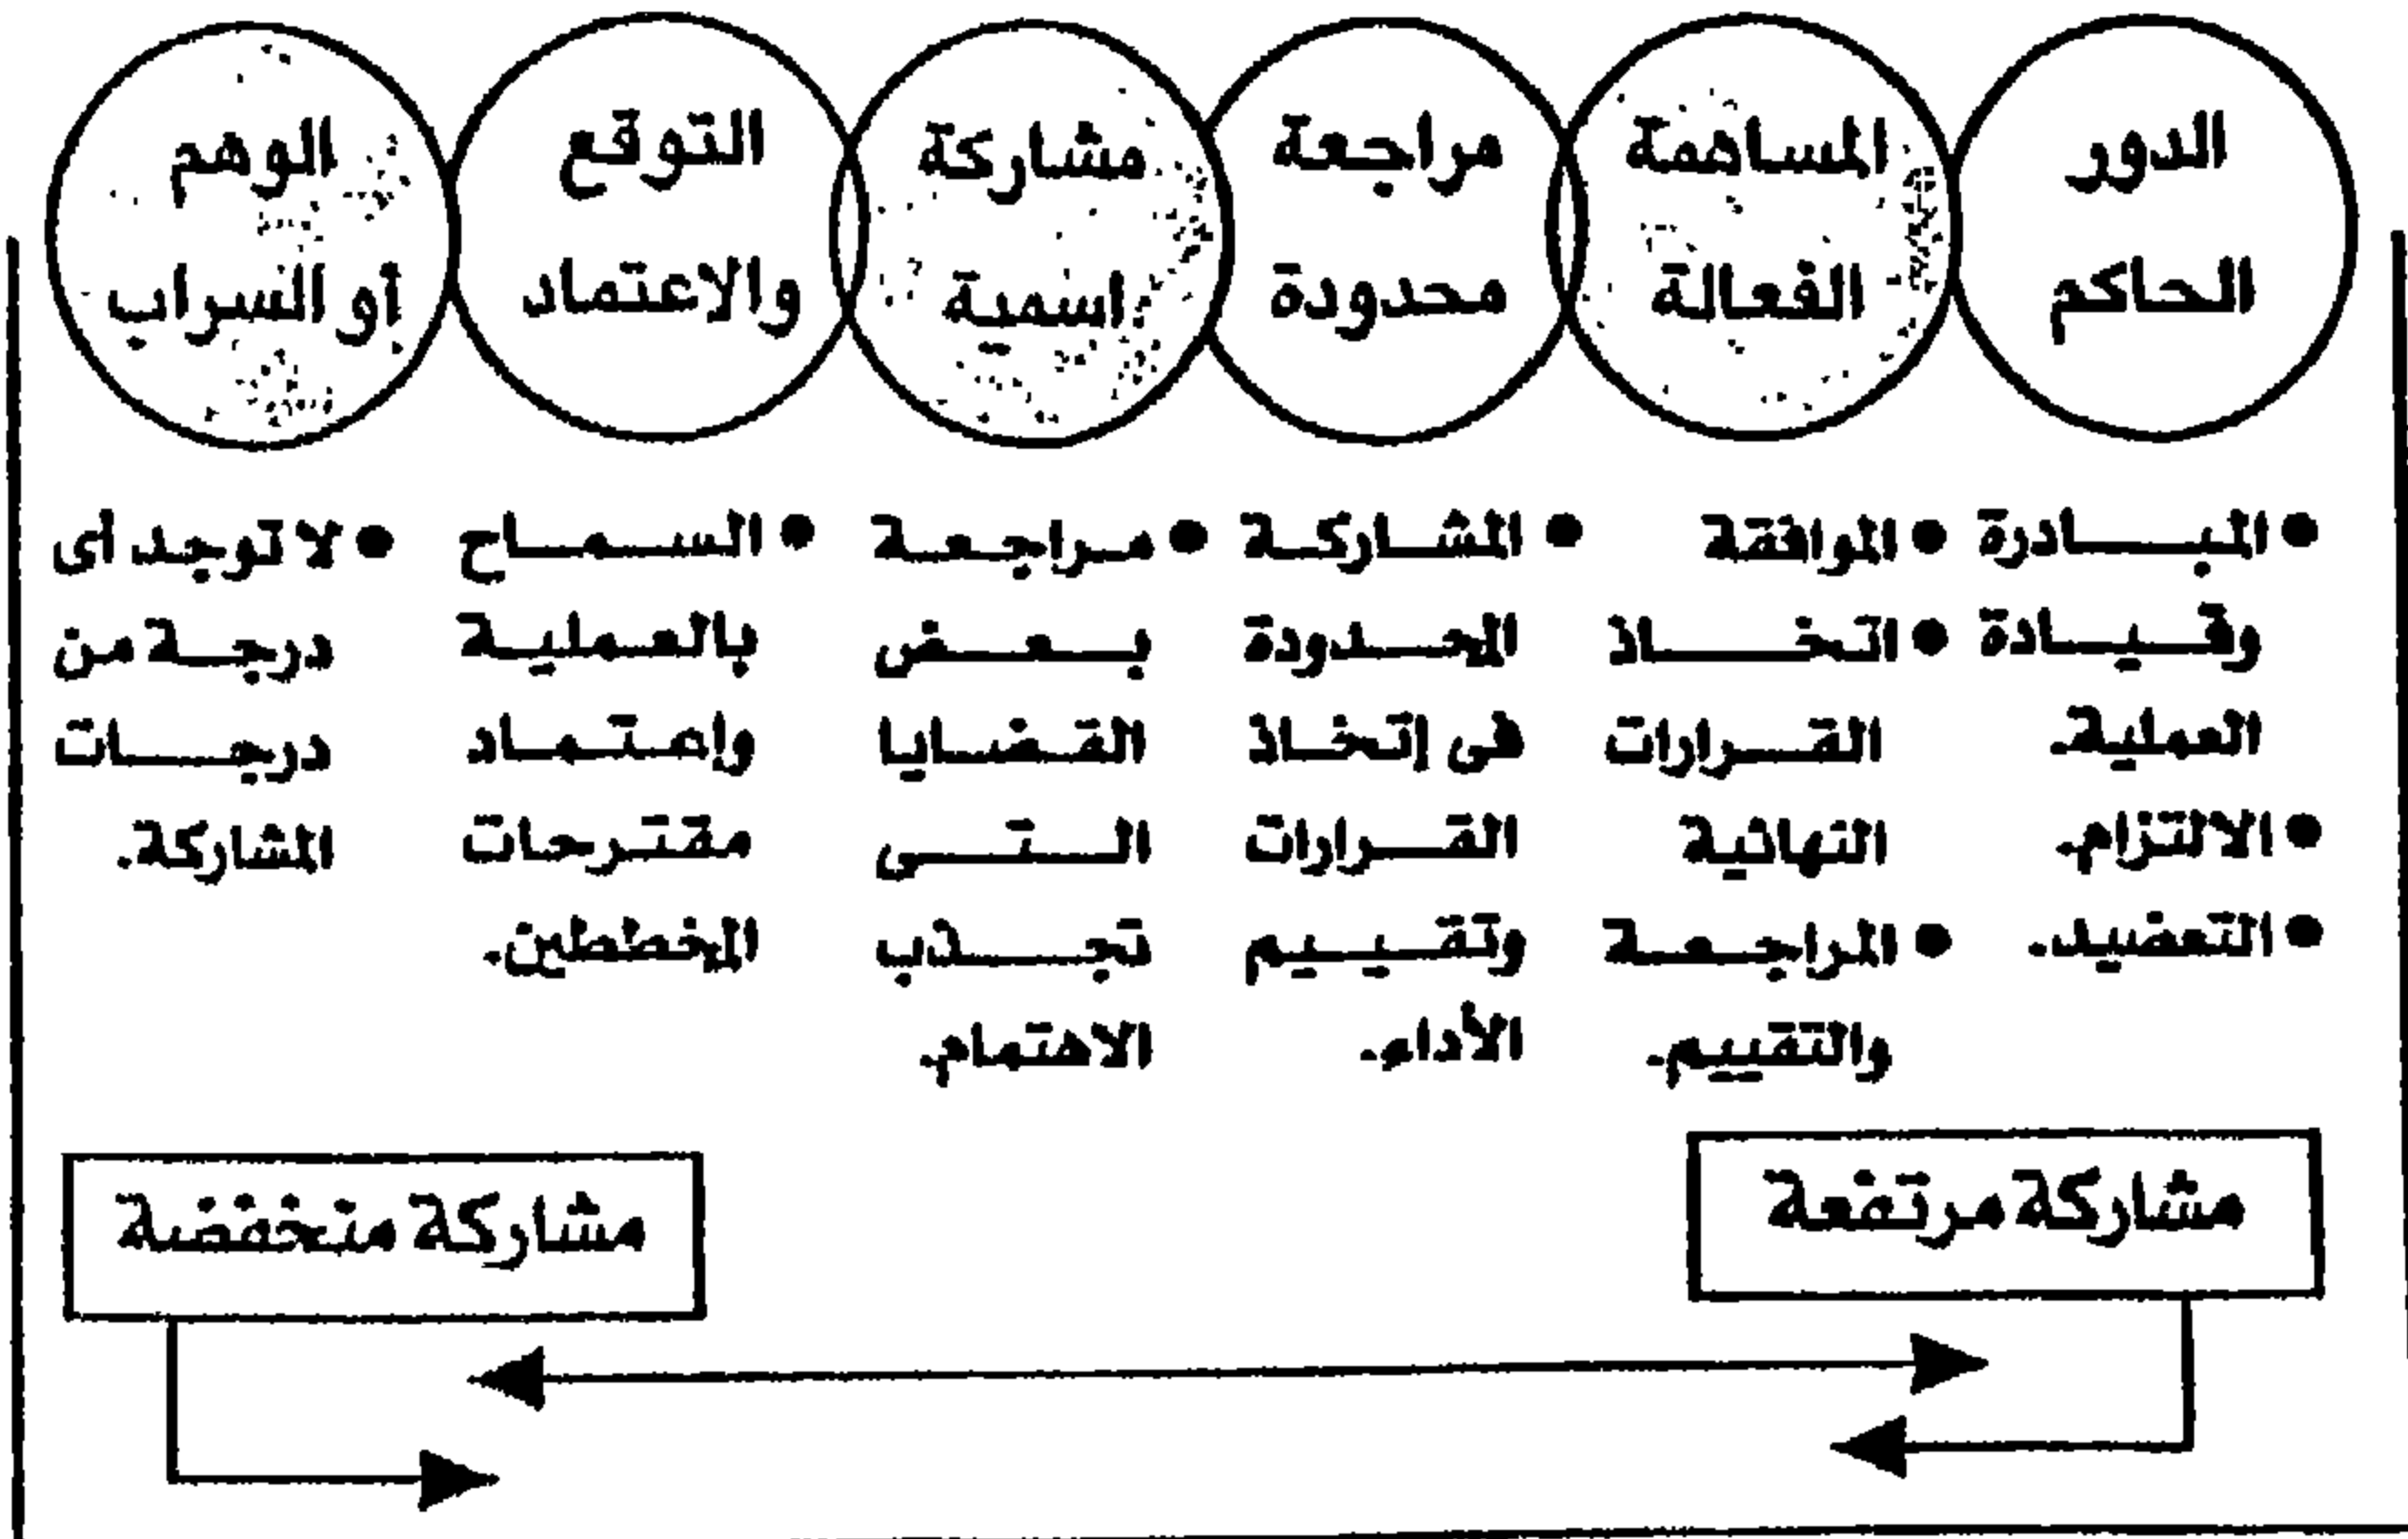 الدور
الحاكم
المساهمة
الفعالة
مراجعة
محدودة
مشاركة
اسمية
التوقع
والاعتماد
الوهم
أو السراب
• المبادرة
وقيادة
العملية.
• الالتزام.
• التعضيد.
• الموافقة
• اتخاذ
القرارات
النهائية
• المراجعة
والتقييم.
• المشاركة
المحدودة
فى إتخاذ
القرارات
وتقييم
الأداء.
• مراجعة
بعض
القضايا
التى
تجذب
الاهتمام.
• السماح
بالعملية
وإعتماد
مقترحات
المخططين.
• لا توجد أى
درجة من
درجات
المشاركة.
مشاركة مرتفعة
مشاركة منخفضة